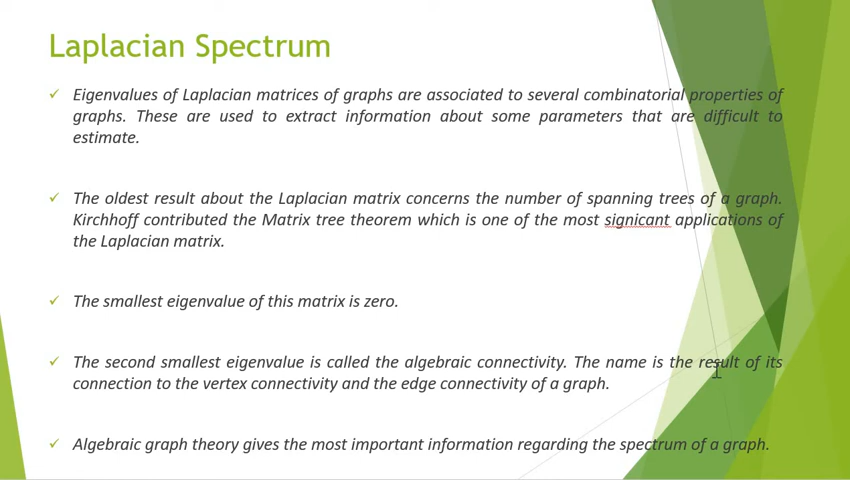 Laplacian Spectrum
✓ Eigenvalues of Laplacian matrices of graphs are associated to several combinatorial properties of
graphs. These are used to extract information about some parameters that are difficult to
estimate.
✓ The oldest result about the Laplacian matrix concerns the number of spanning trees of a graph.
Kirchhoff contributed the Matrix tree theorem which is one of the most signicant applications of
the Laplacian matrix.
✓ The smallest eigenvalue of this matrix is zero.
✓ The second smallest eigenvalue is called the algebraic connectivity. The name is the result of its
connection to the vertex connectivity and the edge connectivity of a graph.
✓ Algebraic graph theory gives the most important information regarding the spectrum of a graph.